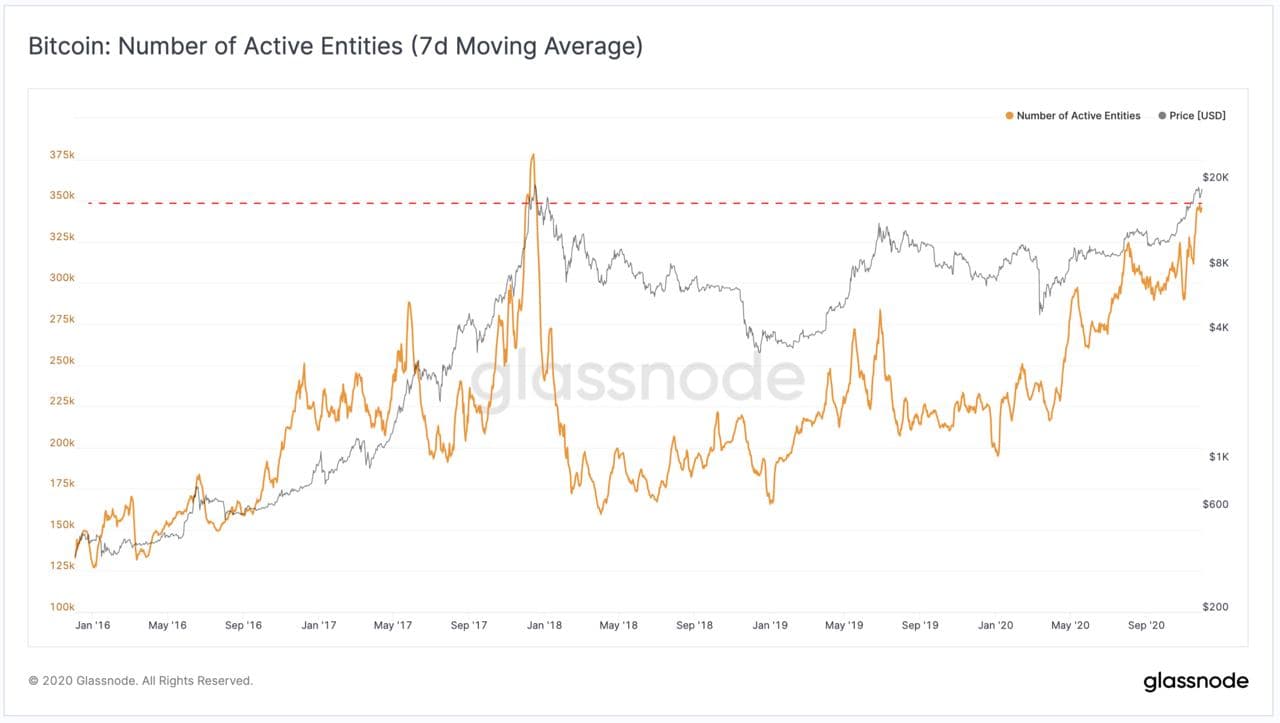 Bitcoin: Number of Active Entities (7d Moving Average)
Number of Active Entities Price [USD]
375k
350k
325k
300k
275k
250k
225k
200k
175k
150k
125k
100k
$20K
$8K
$4K
$1K
$600
$200
glassnode
Jan '16 May '16 Sep '16 Jan '17 May '17 Sep '17 Jan '18 May '18 Sep '18 Jan '19 May '19 Sep '19 Jan '20 May '20 Sep '20
© 2020 Glassnode. All Rights Reserved.
glassnode